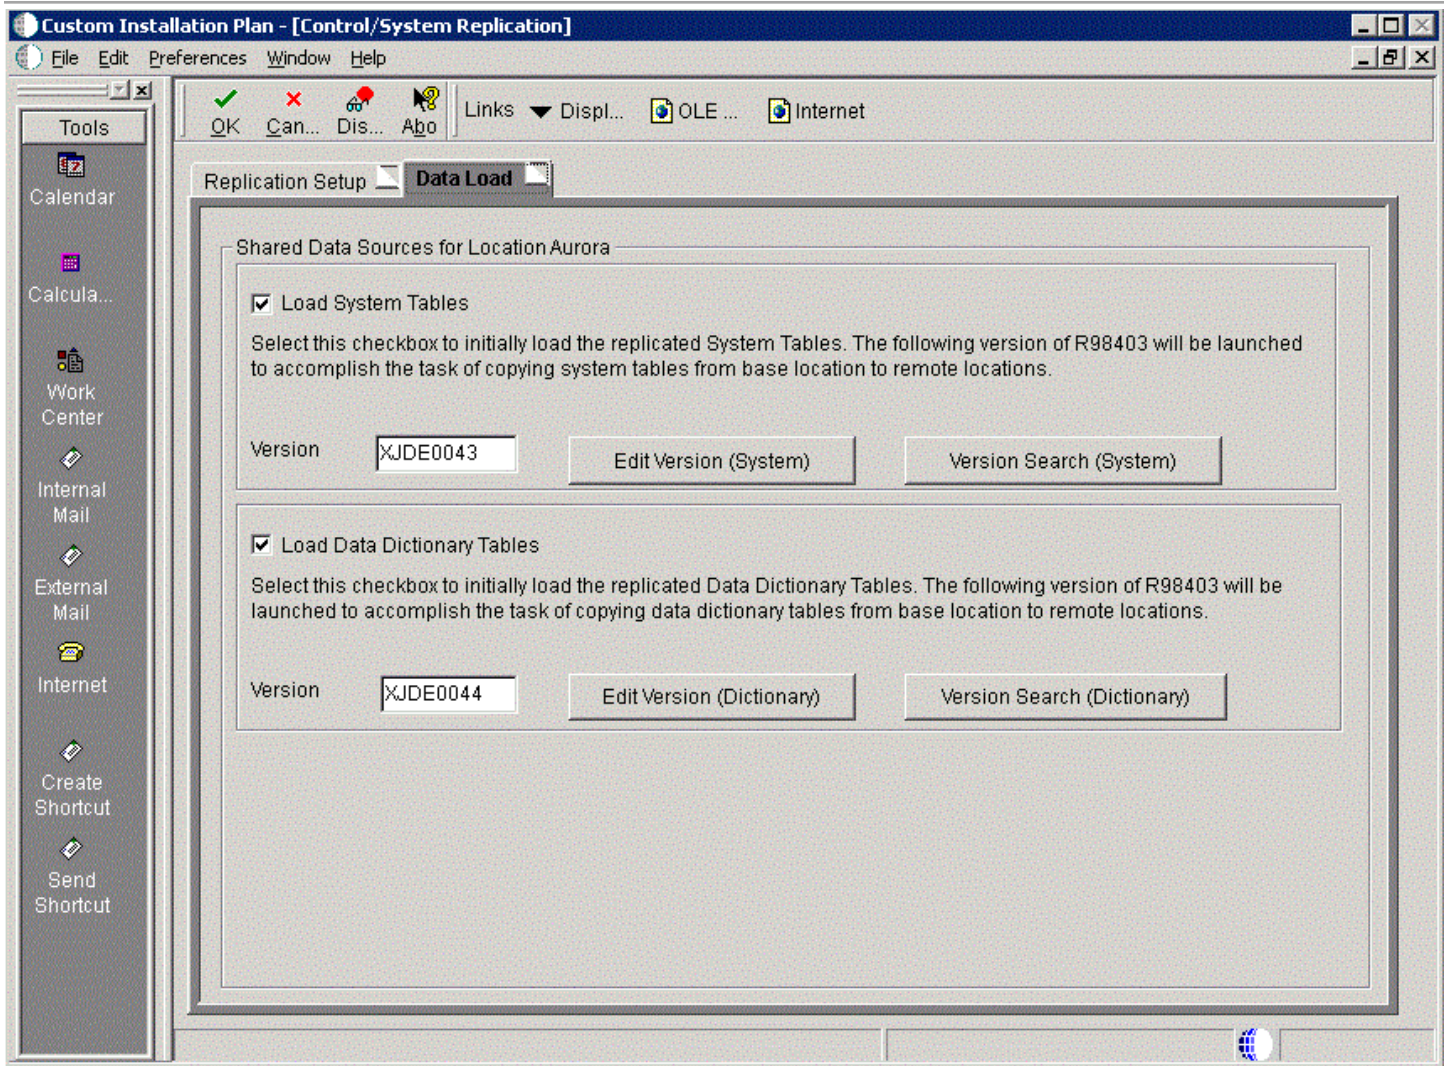 Custom Installation Plan - [Control/System Replication]
File Edit Preferences Window Help
Tools
Calendar
Calcula...
Work
Center
Internal
Mail
External
Mail
Internet
Create
Shortcut
Send
Shortcut
OK Can... Dis... Abo Links Displ... OLE ... Internet
Replication Setup Data Load
Shared Data Sources for Location Aurora
Load System Tables
Select this checkbox to initially load the replicated System Tables. The following version of R98403 will be launched
to accomplish the task of copying system tables from base location to remote locations.
Version XJDE0043 Edit Version (System) Version Search (System)
Load Data Dictionary Tables
Select this checkbox to initially load the replicated Data Dictionary Tables. The following version of R98403 will be
launched to accomplish the task of copying data dictionary tables from base location to remote locations.
Version XJDE0044 Edit Version (Dictionary) Version Search (Dictionary)